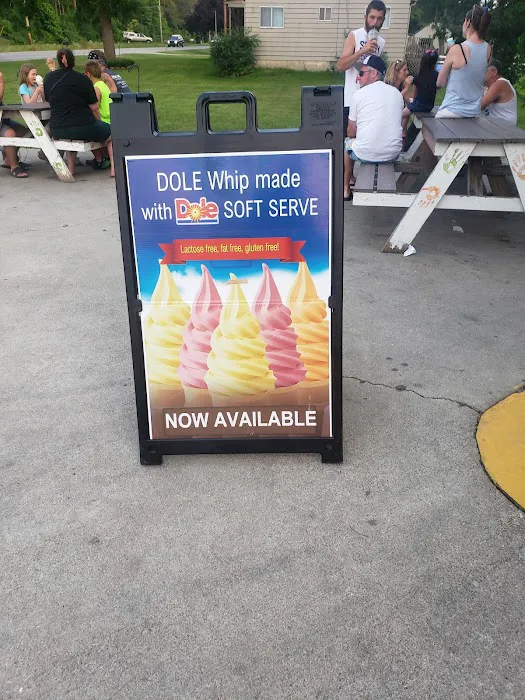 DOLE Whip made
with Dole SOFT SERVE
Lactose free, fat free, gluten free!
NOW AVAILABLE